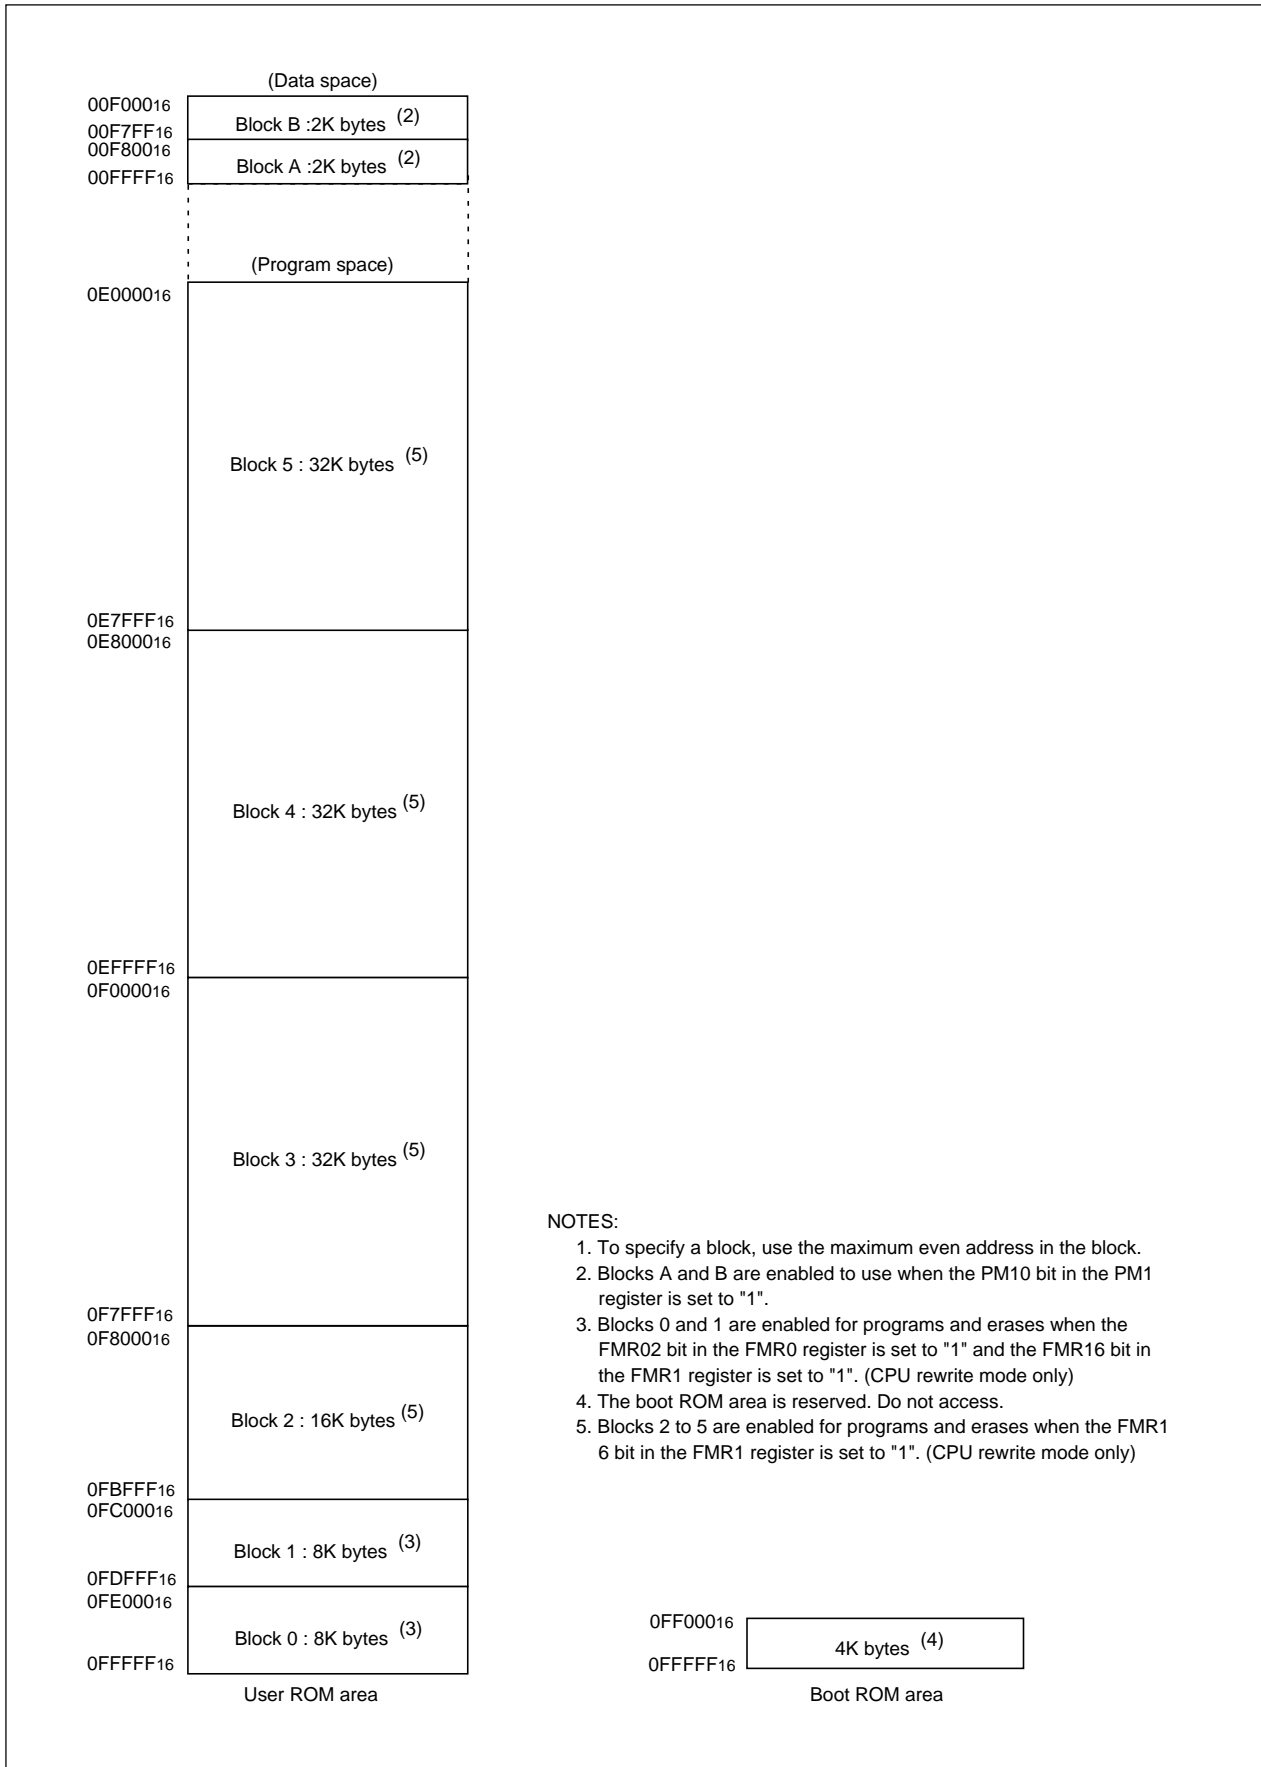 (Data space)
00F00016
Block B :2K bytes (2)
00F7FF16
00F80016
Block A :2K bytes (2)
00FFFF16
(Program space)
0E000016
Block 5 : 32K bytes (5)
0E7FFF16
0E800016
Block 4 : 32K bytes (5)
0EFFFF16
0F000016
Block 3 : 32K bytes (5)
0F7FFF16
0F800016
Block 2 : 16K bytes (5)
0FBFFF16
0FC00016
Block 1 : 8K bytes (3)
0FDFFF16
0FE00016
Block 0 : 8K bytes (3)
0FFFFF16
User ROM area
NOTES:
1. To specify a block, use the maximum even address in the block.
2. Blocks A and B are enabled to use when the PM10 bit in the PM1
register is set to "1".
3. Blocks 0 and 1 are enabled for programs and erases when the
FMR02 bit in the FMR0 register is set to "1" and the FMR16 bit in
the FMR1 register is set to "1". (CPU rewrite mode only)
4. The boot ROM area is reserved. Do not access.
5. Blocks 2 to 5 are enabled for programs and erases when the FMR1
6 bit in the FMR1 register is set to "1". (CPU rewrite mode only)
0FF00016
4K bytes (4)
0FFFFF16
Boot ROM area